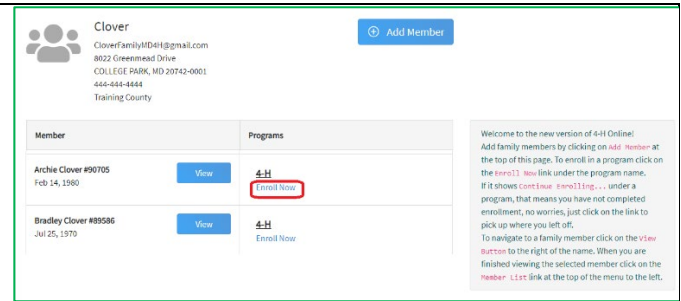 Clover
CloverFamilyMD4H@gmail.com
8022 Greenmead Drive
COLLEGE PARK, MD 20742-0001
444-444-4444
Training County
Add Member
Member Programs
Archie Clover #90705
Feb 14, 1980
View
4-H
Enroll Now
Bradley Clover #89586
Jul 25, 1970
View
4-H
Enroll Now
Welcome to the new version of 4-H Online!
Add family members by clicking on Add Member at
the top of this page. To enroll in a program click on
the Enroll Now link under the program name.
If it shows Continue Enrolling... under a
program, that means you have not completed
enrollment, no worries, just click on the link to
pick up where you left off.
To navigate to a family member click on the View
Button to the right of the name. When you are
finished viewing the selected member click on the
Member List link at the top of the menu to the left.